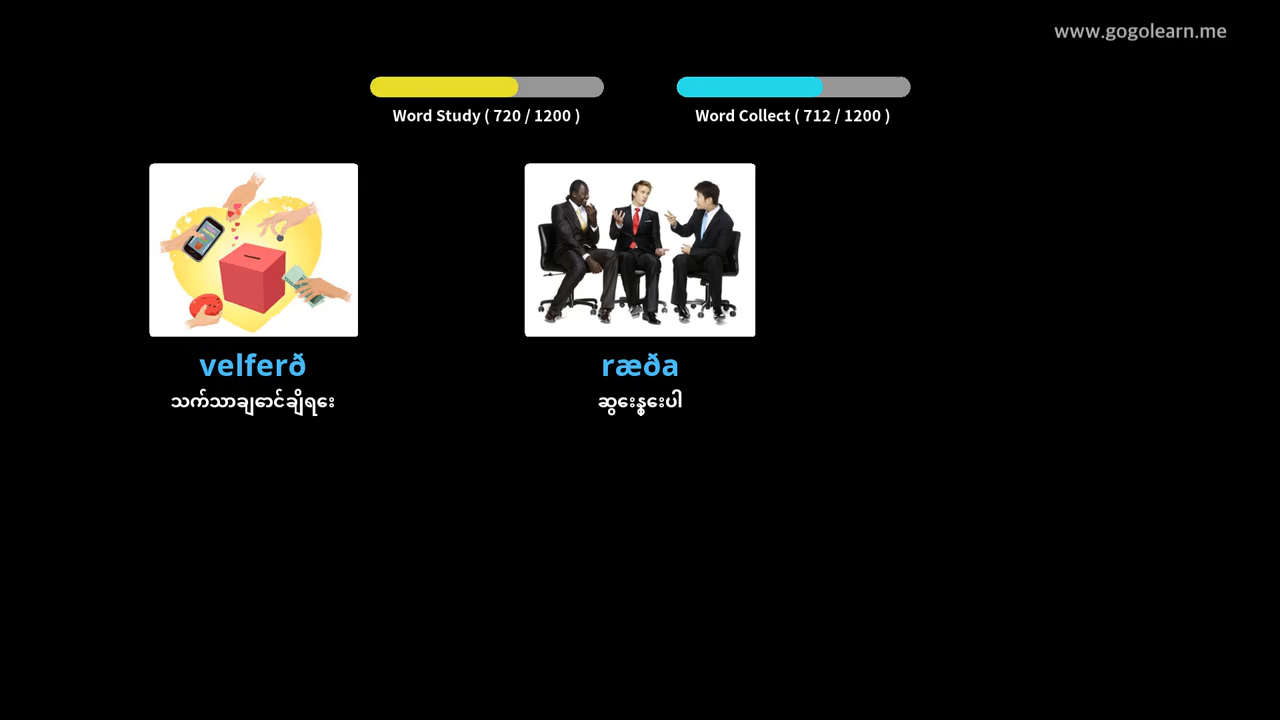 www.gogolearn.me
Word Study ( 720 / 1200 )
Word Collect ( 712 / 1200 )
velferð
သက်သာချောင်ချိရေး
ræða
ဆွေးနွေးပါ